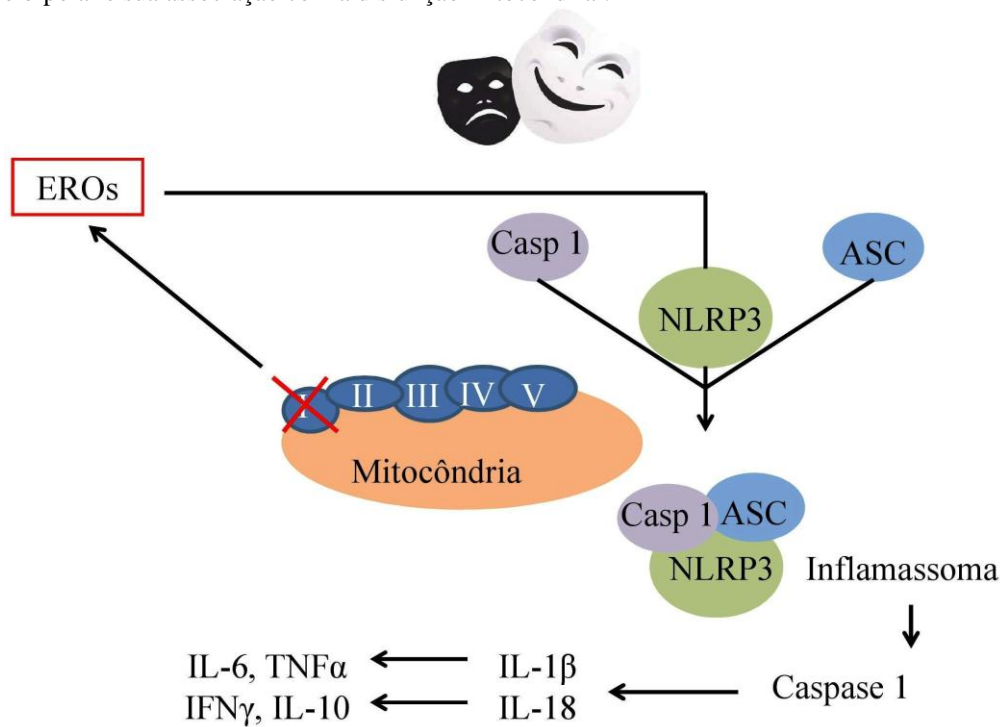 EROs
Casp 1
ASC
NLRP3
I
II
III
IV
V
Mitocôndria
Casp 1
ASC
NLRP3
Inflamassoma
IL-6, TNFα
IL-1β
Caspase 1
IFNγ, IL-10
IL-18